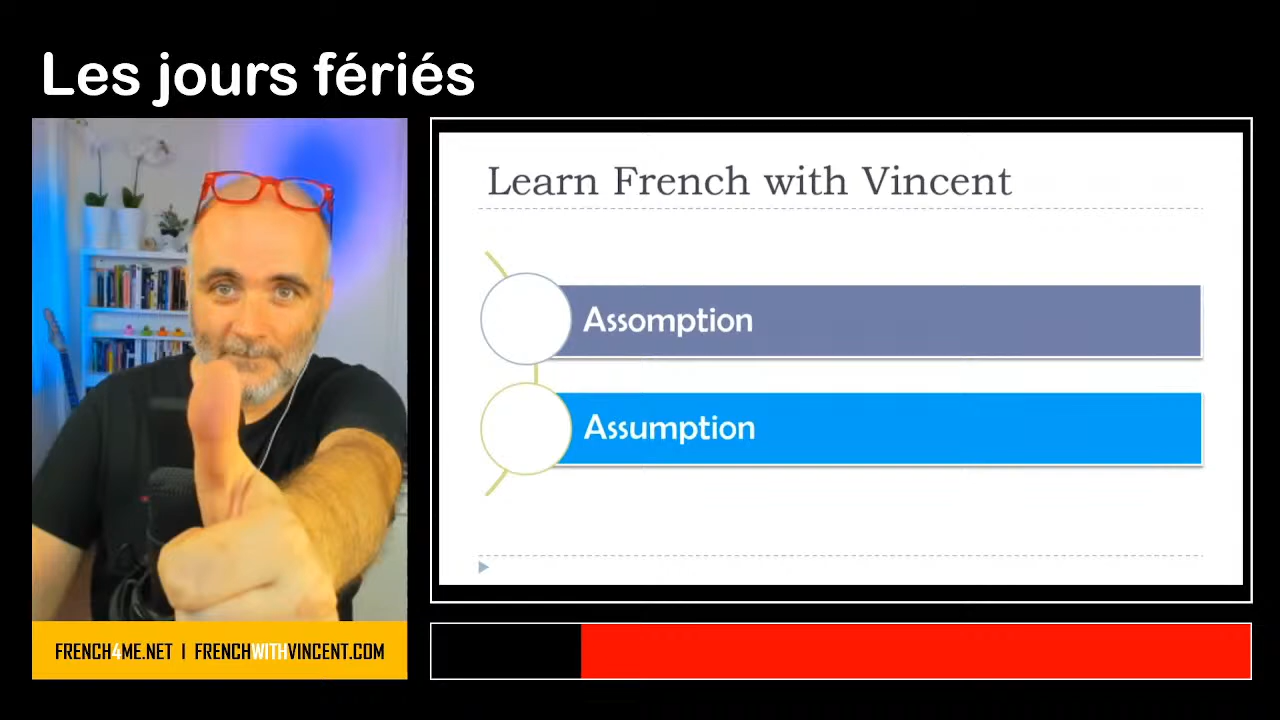 Les jours fériés
Learn French with Vincent
Assomption
Assumption
FRENCH4ME.NET | FRENCHWITHVINCENT.COM